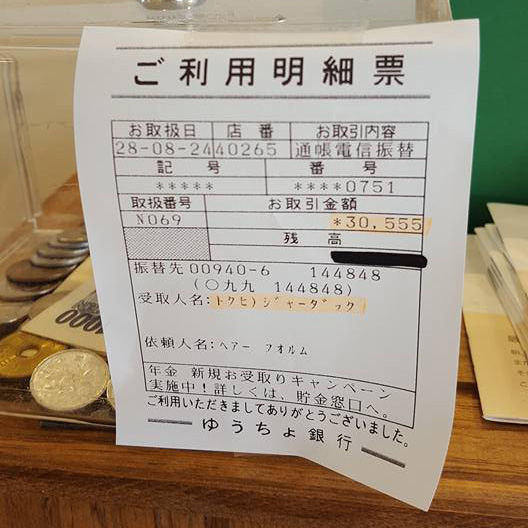 ご利用明細票
お取扱日 店番 お取引内容
28-08-24 40265 通帳電信振替
記号 番号
***** ****0751
取扱番号 お取引金額
N069 *30,555
残高
振替先 00940-6 144848
(〇九九 144848)
受取人名:トクヒ)ジャーダック
依頼人名:ヘアー フオルム
年金 新規お受取りキャンペーン
実施中!詳しくは、貯金窓口へ。
ご利用いただきましてありがとうございました。
ゆうちょ銀行
000